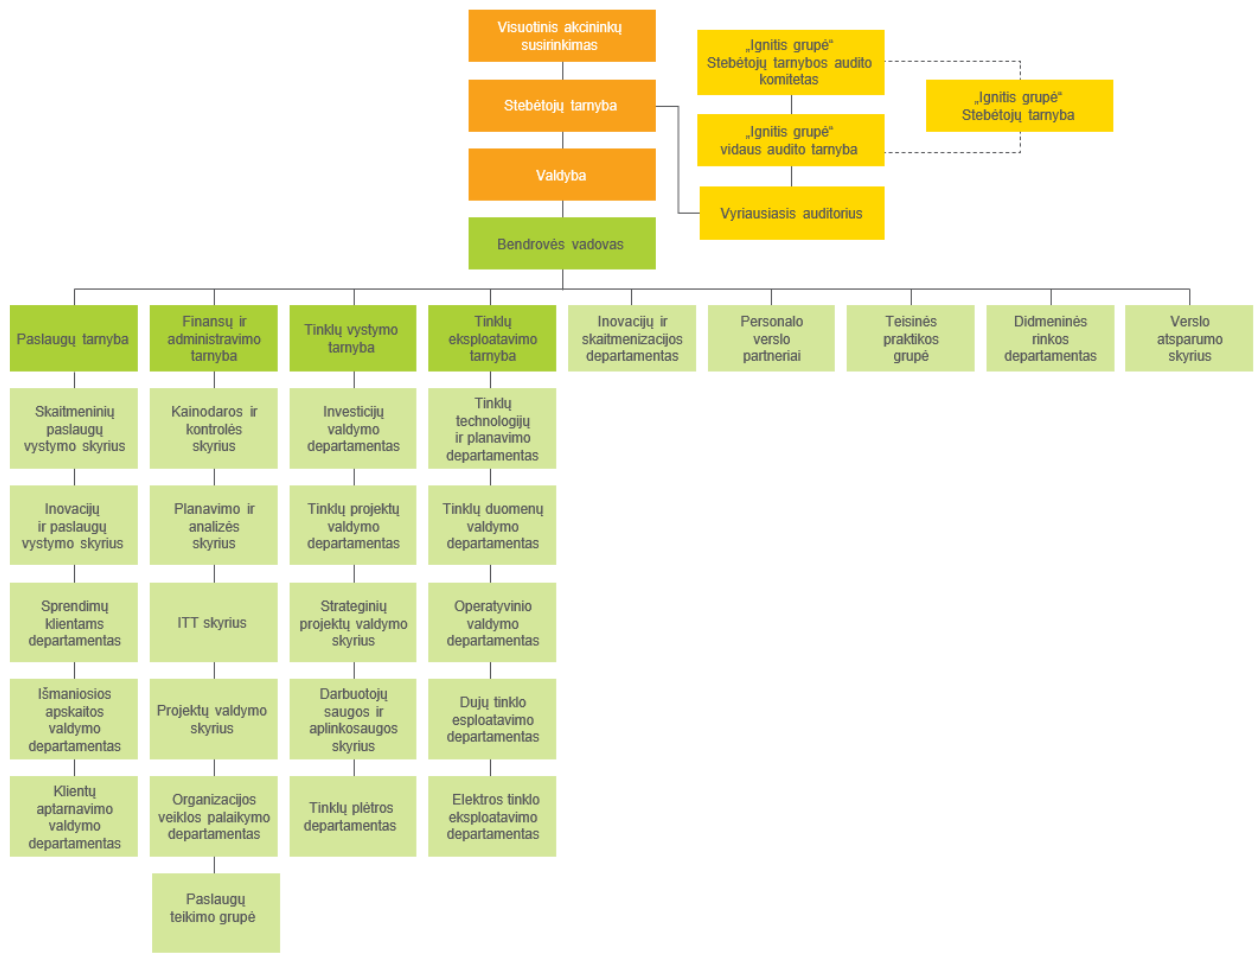 Visuotinis akcininkų
susirinkimas
Stebėtojų tarnyba
Valdyba
Bendrovės vadovas
„Ignitis grupė“
Stebėtojų tarnybos audito
komitetas
„Ignitis grupė“
vidaus audito tarnyba
Vyriausiasis auditorius
„Ignitis grupė“
Stebėtojų tarnyba
Paslaugų tarnyba
Skaitmeninių
paslaugų
vystymo skyrius
Inovacijų
ir paslaugų
vystymo skyrius
Sprendimų
klientams
departamentas
Išmaniosios
apskaitos
valdymo
departamentas
Klientų
aptarnavimo
valdymo
departamentas
Finansų ir
administravimo
tarnyba
Kainodaros ir
kontrolės
skyrius
Planavimo ir
analizės
skyrius
ITT skyrius
Projektų valdymo
skyrius
Organizacijos
veiklos palaikymo
departamentas
Paslaugų
teikimo grupė
Tinklų vystymo
tarnyba
Investicijų
valdymo
departamentas
Tinklų projektų
valdymo
departamentas
Strateginių
projektų valdymo
skyrius
Darbuotojų
saugos ir
aplinkosaugos
skyrius
Tinklų plėtros
departamentas
Tinklų
eksploatavimo
tarnyba
Tinklų
technologijų
ir planavimo
departamentas
Tinklų duomenų
valdymo
departamentas
Operatyvinio
valdymo
departamentas
Dujų tinklo
esploatavimo
departamentas
Elektros tinklo
eksploatavimo
departamentas
Inovacijų ir
skaitmenizacijos
departamentas
Personalo
verslo
partneriai
Teisinės
praktikos
grupė
Didmeninės
rinkos
departamentas
Verslo
atsparumo
skyrius